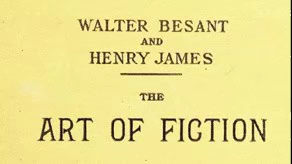 WALTER BESANT
AND
HENRY JAMES
THE
ART OF FICTION